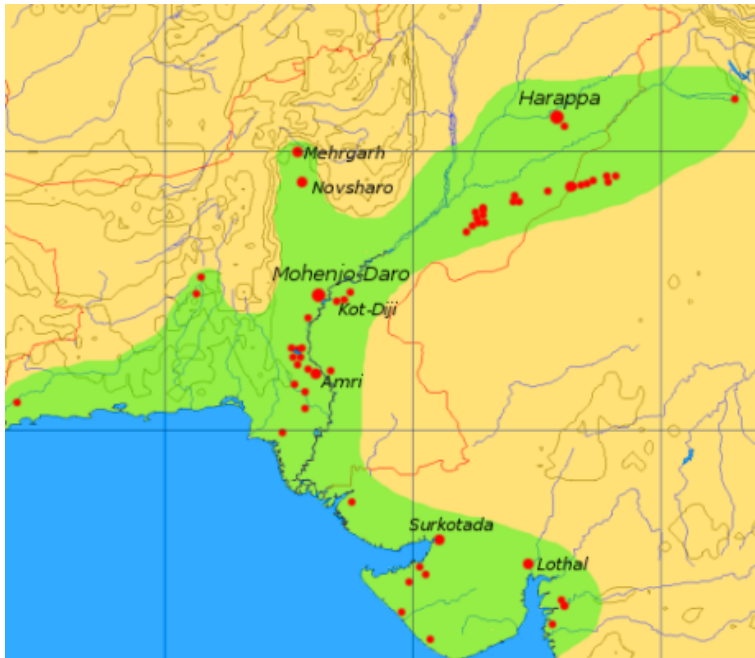 Harappa
Mehrgarh
Novsharo
Mohenjo-Daro
Kot-Diji
Amri
Surkotada
Lothal